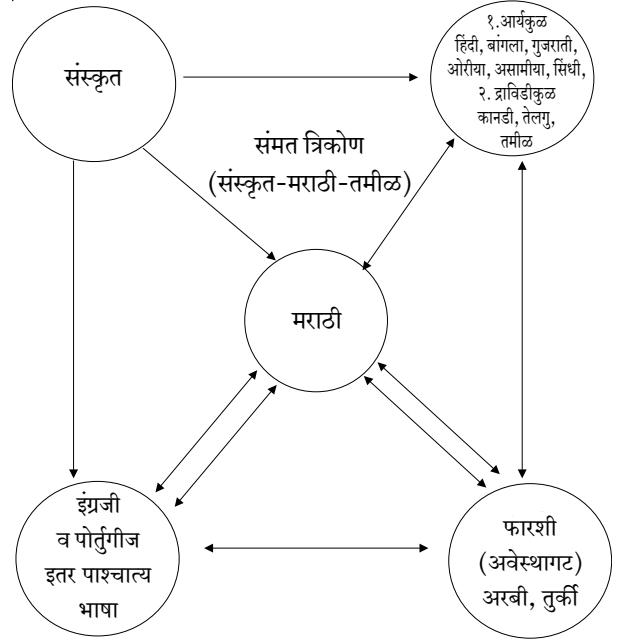 संस्कृत
१.आर्यकुळ
हिंदी, बांगला, गुजराती,
ओरीया, असामीया, सिंधी,
२. द्राविडीकुळ
कानडी, तेलगु,
तमीळ
संमत त्रिकोण
(संस्कृत-मराठी-तमीळ)
मराठी
इंग्रजी
व पोर्तुगीज
इतर पाश्चात्य
भाषा
फारशी
(अवेस्थागट)
अरबी, तुर्की